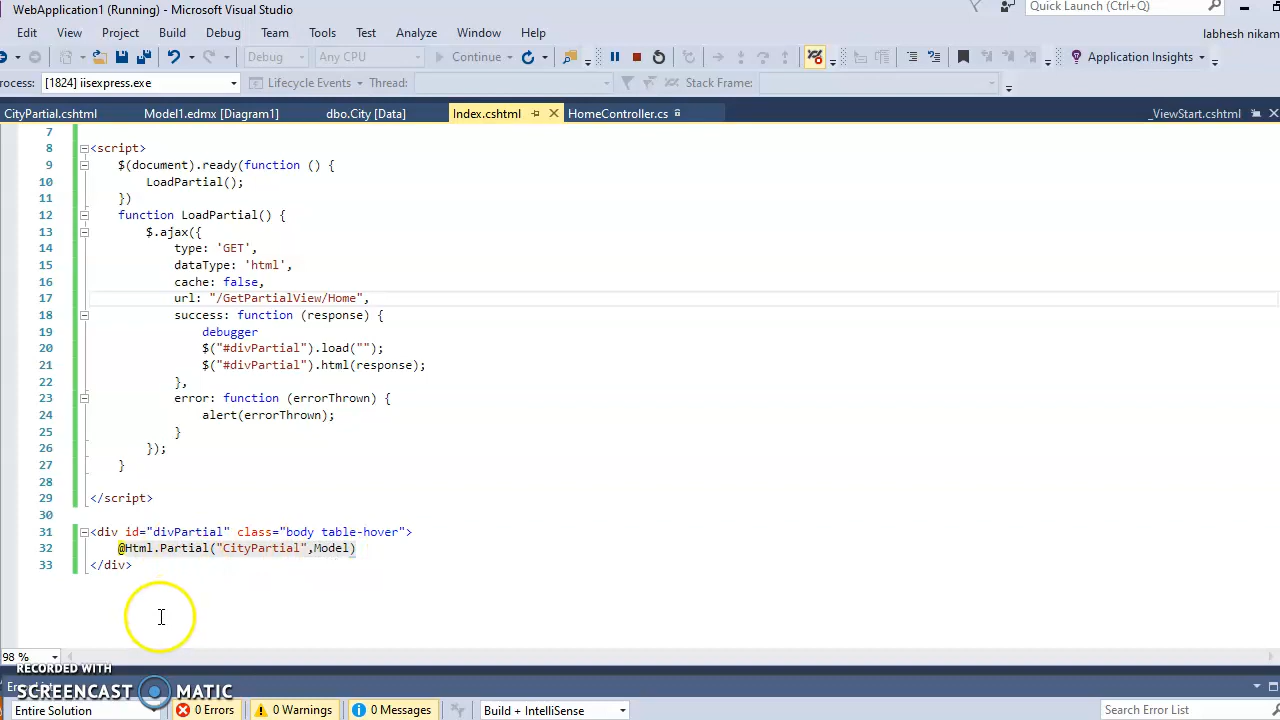 WebApplication1 (Running) - Microsoft Visual Studio
Quick Launch (Ctrl+Q)
File Edit View Project Build Debug Team Tools Test Analyze Window Help
labhesh nikam
Debug Any CPU Continue Application Insights
rocess: [1824] iisexpress.exe Lifecycle Events Thread: Stack Frame:
CityPartial.cshtml Model1.edmx [Diagram1] dbo.City [Data] Index.cshtml HomeController.cs _ViewStart.cshtml
7
8 <script>
9 $(document).ready(function () {
10 LoadPartial();
11 })
12 function LoadPartial() {
13 $.ajax({
14 type: 'GET',
15 dataType: 'html',
16 cache: false,
17 url: "/GetPartialView/Home",
18 success: function (response) {
19 debugger
20 $("#divPartial").load("");
21 $("#divPartial").html(response);
22 },
23 error: function (errorThrown) {
24 alert(errorThrown);
25 }
26 });
27 }
28
29 </script>
30
31 <div id="divPartial" class="body table-hover">
32 @Html.Partial("CityPartial",Model)
33 </div>
98 %
RECORDED WITH
SCREENCAST MATIC
Entire Solution 0 Errors 0 Warnings 0 Messages Build + IntelliSense Search Error List